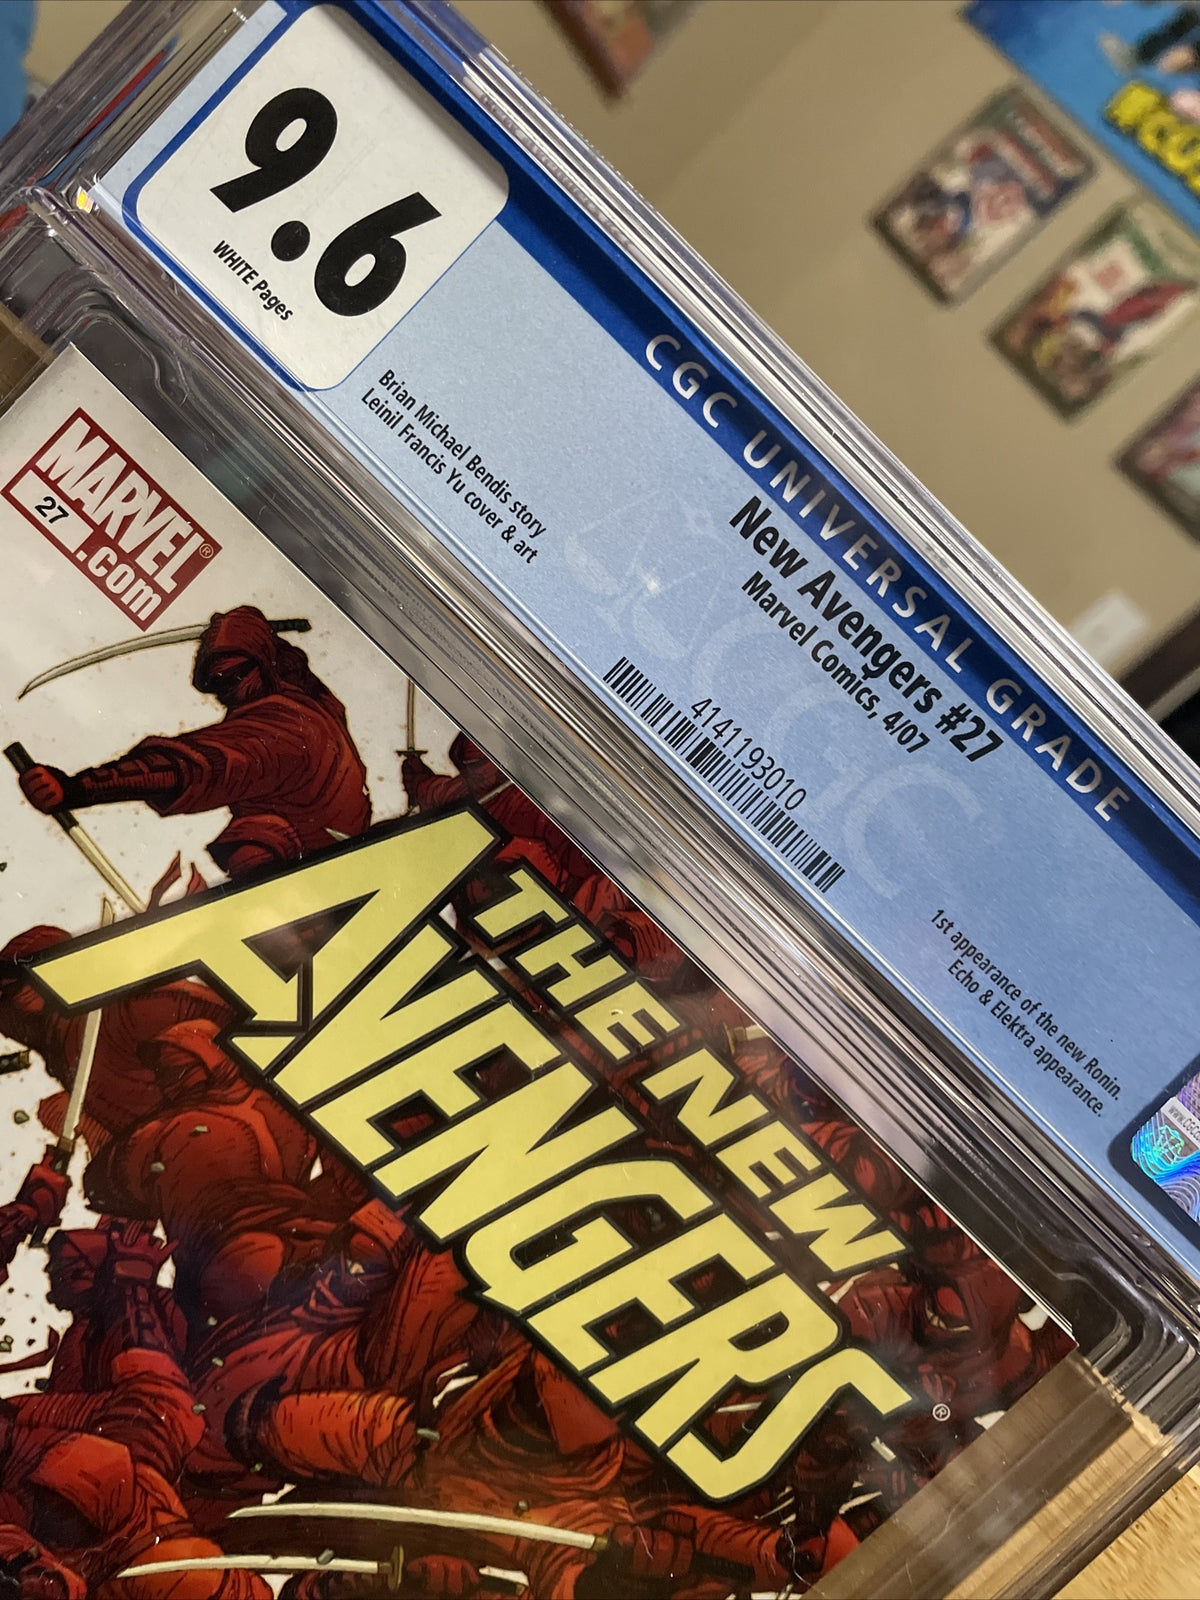 CGC UNIVERSAL GRADE
9.6
WHITE Pages
Brian Michael Bendis story
Leinil Francis Yu cover & art
New Avengers #27
Marvel Comics, 4/07
4141193010
1st appearance of the new Ronin.
Echo & Elektra appearance.
MARVEL®
27
.com
THE NEW
AVENGERS®